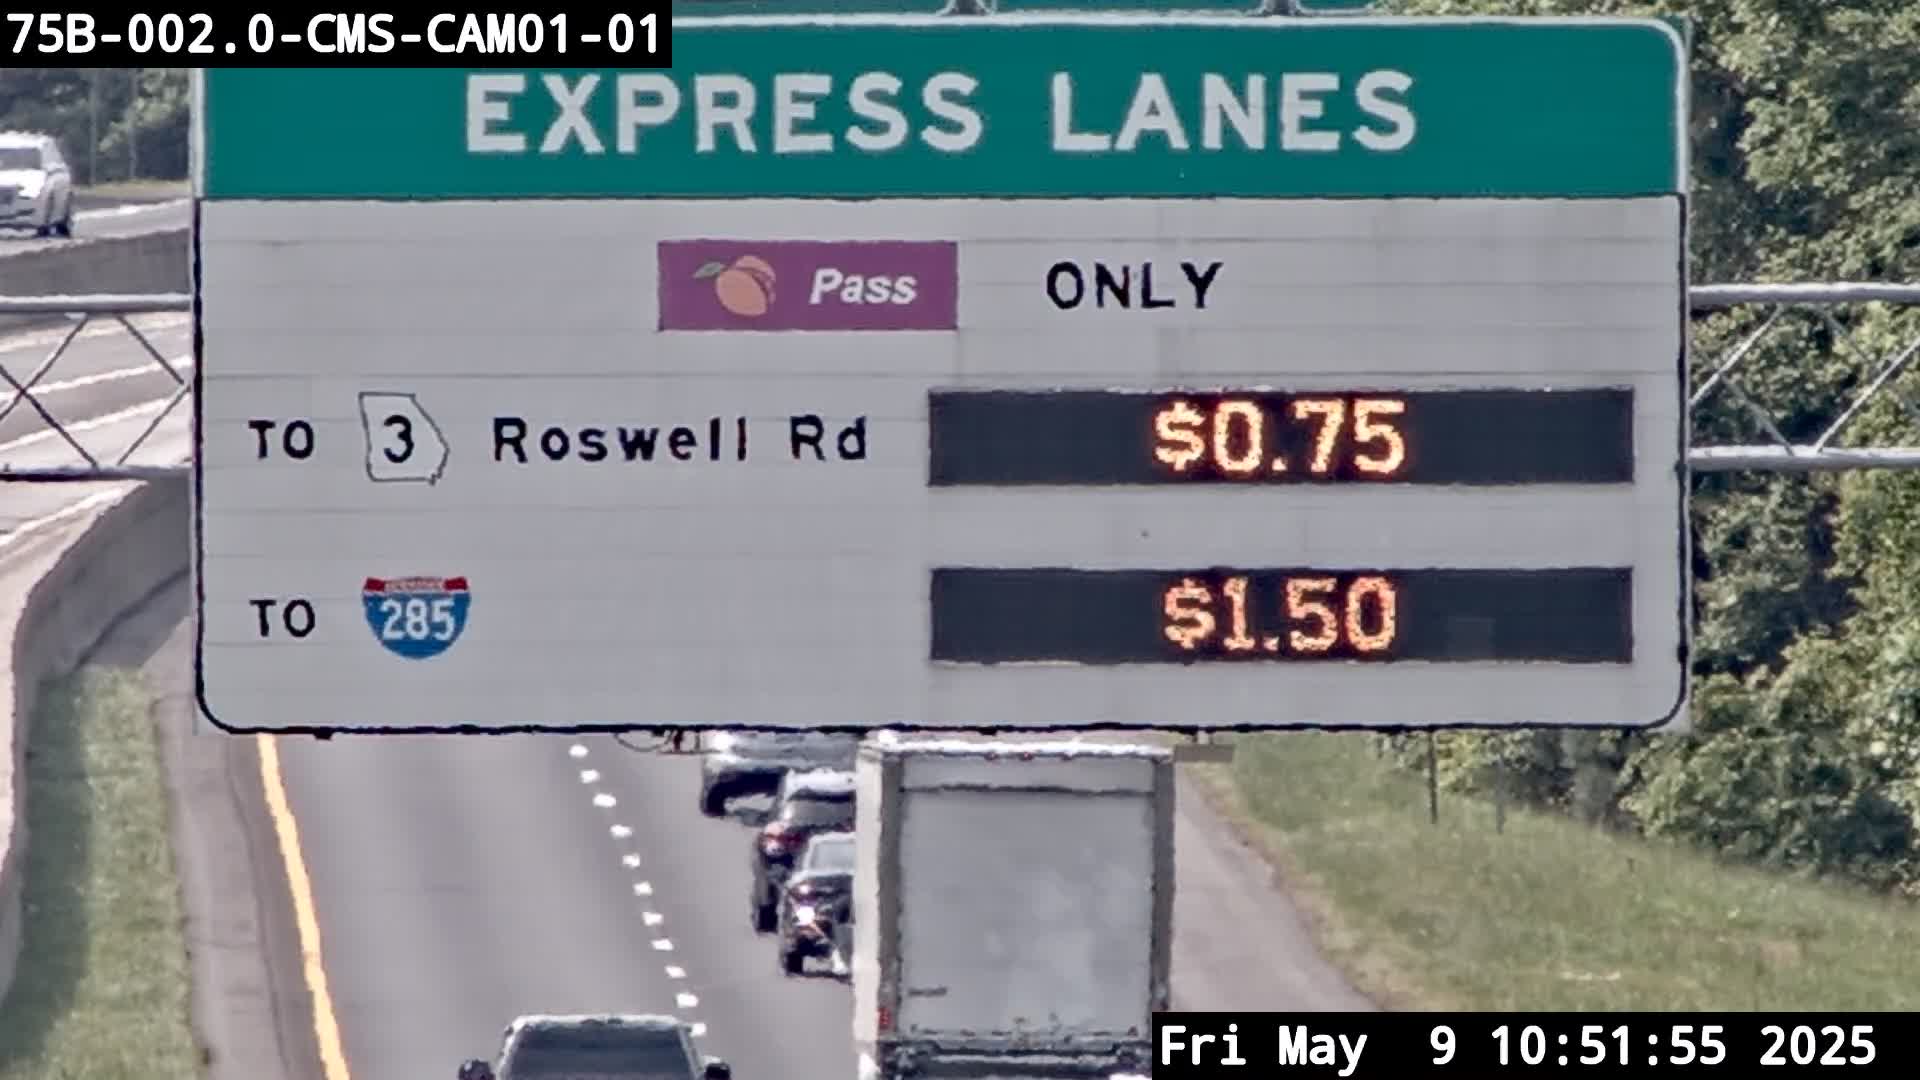 75B-002.0-CMS-CAM01-01
EXPRESS LANES
Pass ONLY
TO 3 Roswell Rd $0.75
TO 285 $1.50
Fri May 9 10:51:55 2025